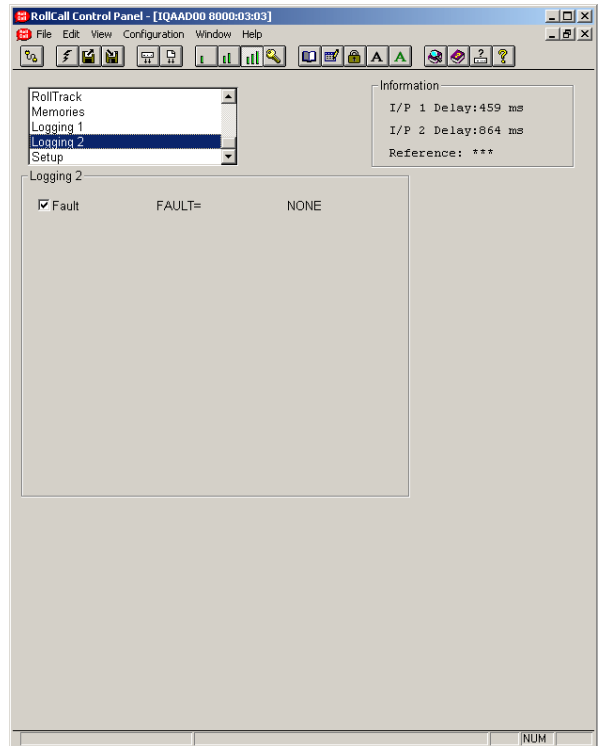 RollCall Control Panel - [IQAAD00 8000:03:03]
File Edit View Configuration Window Help
A A
RollTrack
Memories
Logging 1
Logging 2
Setup
Information
I/P 1 Delay:459 ms
I/P 2 Delay:864 ms
Reference: ***
Logging 2
Fault FAULT= NONE
NUM